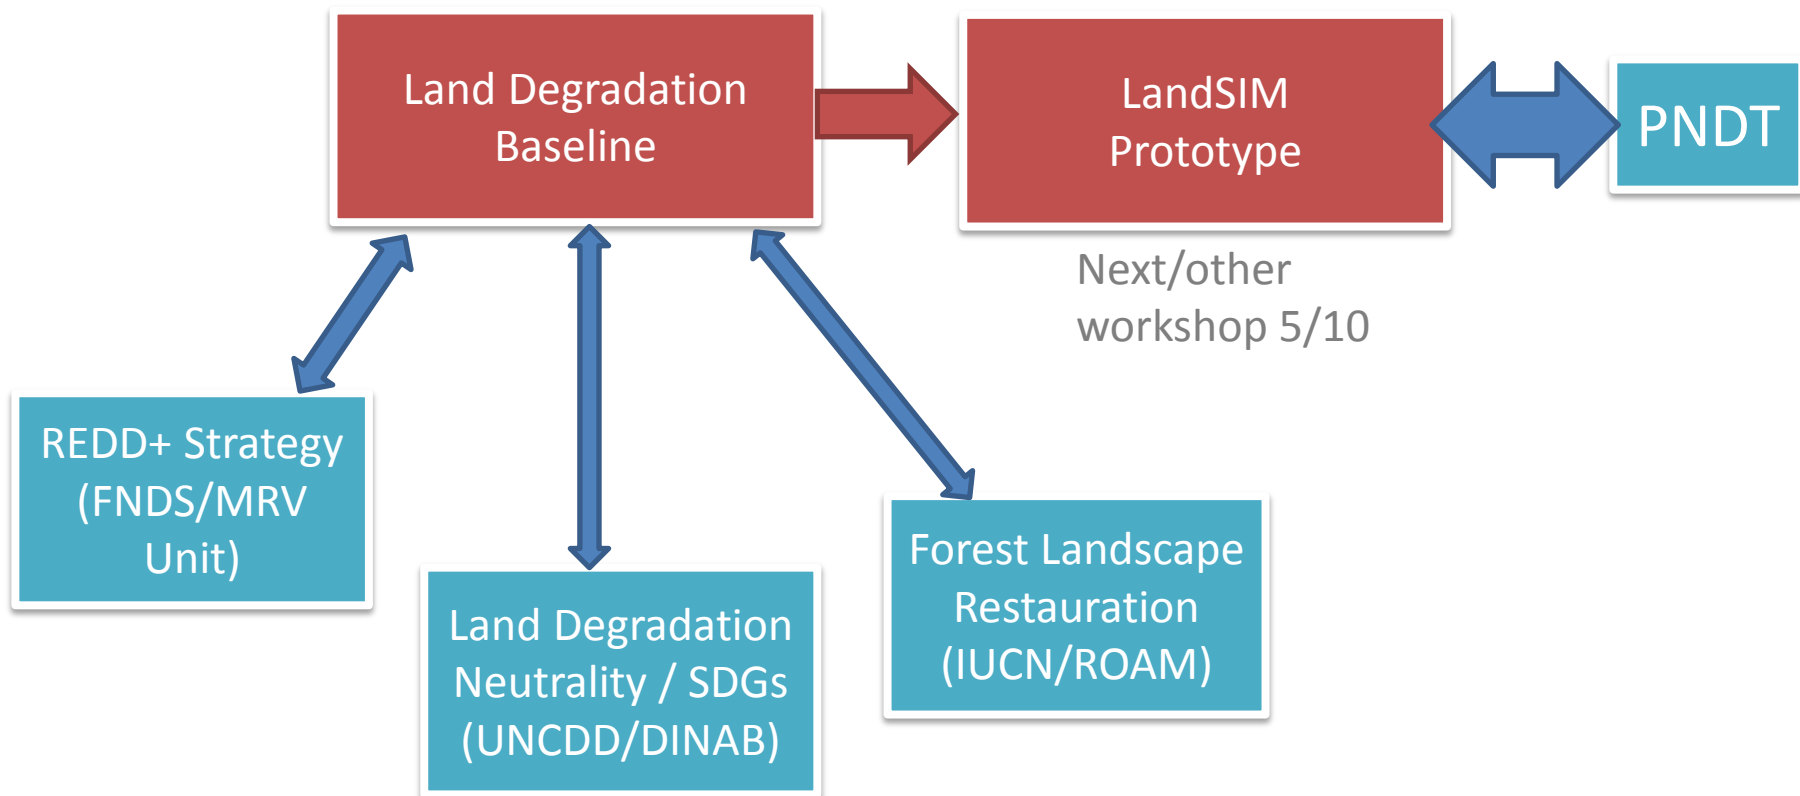 Land Degradation
Baseline
LandSIM
Prototype
PNDT
Next/other
workshop 5/10
REDD+ Strategy
(FNDS/MRV
Unit)
Land Degradation
Neutrality / SDGs
(UNCDD/DINAB)
Forest Landscape
Restauration
(IUCN/ROAM)